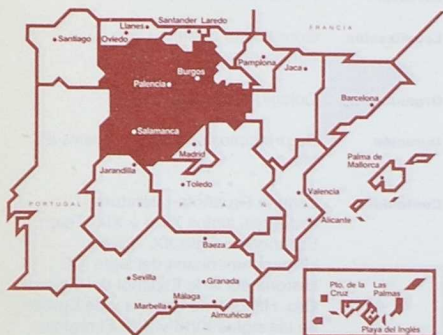 FRANCIA
Santander Laredo
Llanes
Santiago
Oviedo
Pamplona
Jaca
Burgos
Palencia
Barcelona
Salamanca
Madrid
Palma de
Mallorca
Jarandilla
Toledo
PORTUGAL
Valencia
Alicante
Baeza
Sevilla
Granada
Málaga
Marbella
Almuñécar
Pto. de la
Cruz
Las
Palmas
Playa del Inglés